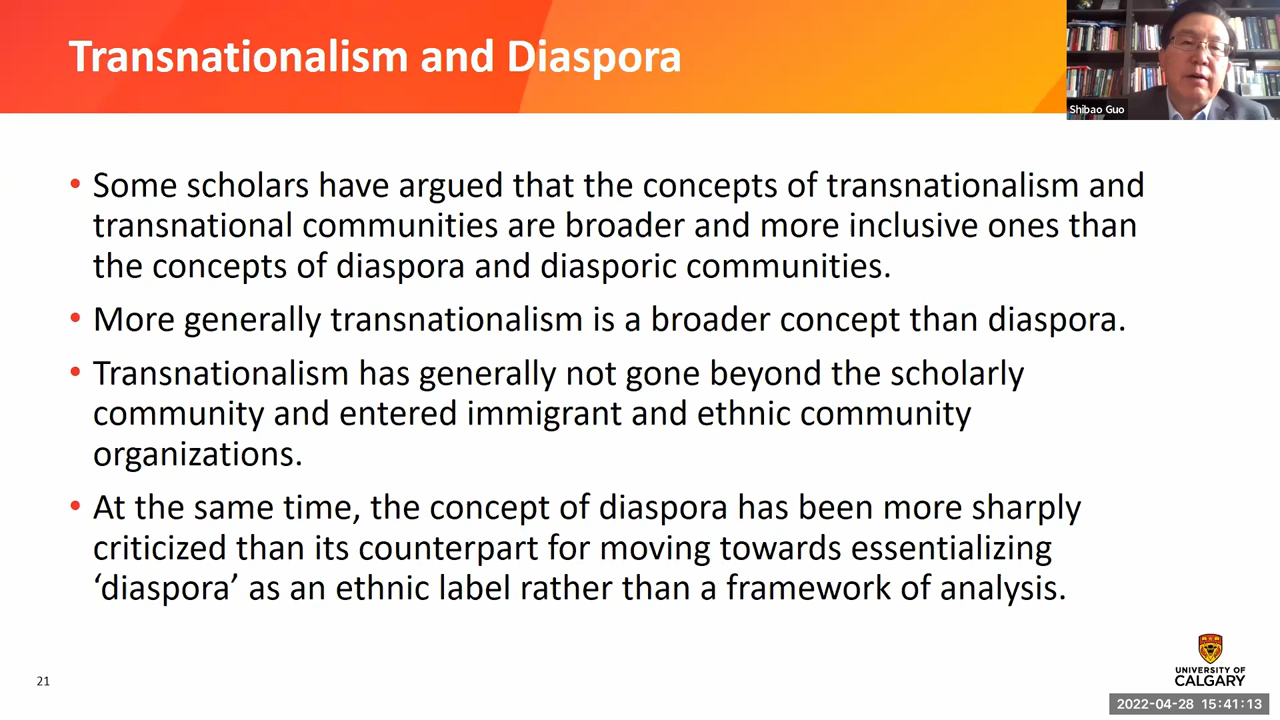 Transnationalism and Diaspora
Shibao Guo
• Some scholars have argued that the concepts of transnationalism and
transnational communities are broader and more inclusive ones than
the concepts of diaspora and diasporic communities.
• More generally transnationalism is a broader concept than diaspora.
• Transnationalism has generally not gone beyond the scholarly
community and entered immigrant and ethnic community
organizations.
• At the same time, the concept of diaspora has been more sharply
criticized than its counterpart for moving towards essentializing
‘diaspora’ as an ethnic label rather than a framework of analysis.
21
UNIVERSITY OF
CALGARY
2022-04-28 15:41:13